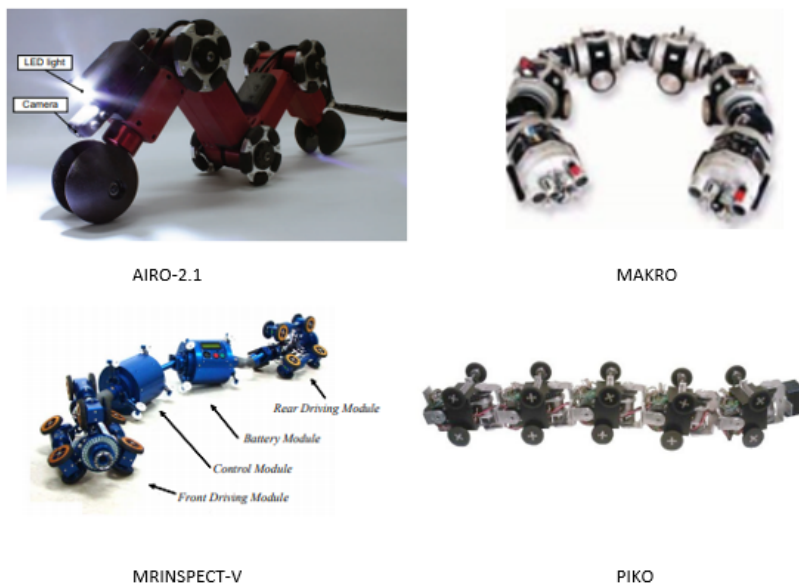 LED light
Camera
AIRO-2.1
MAKRO
Rear Driving Module
Battery Module
Control Module
Front Driving Module
MRINSPECT-V
PIKO